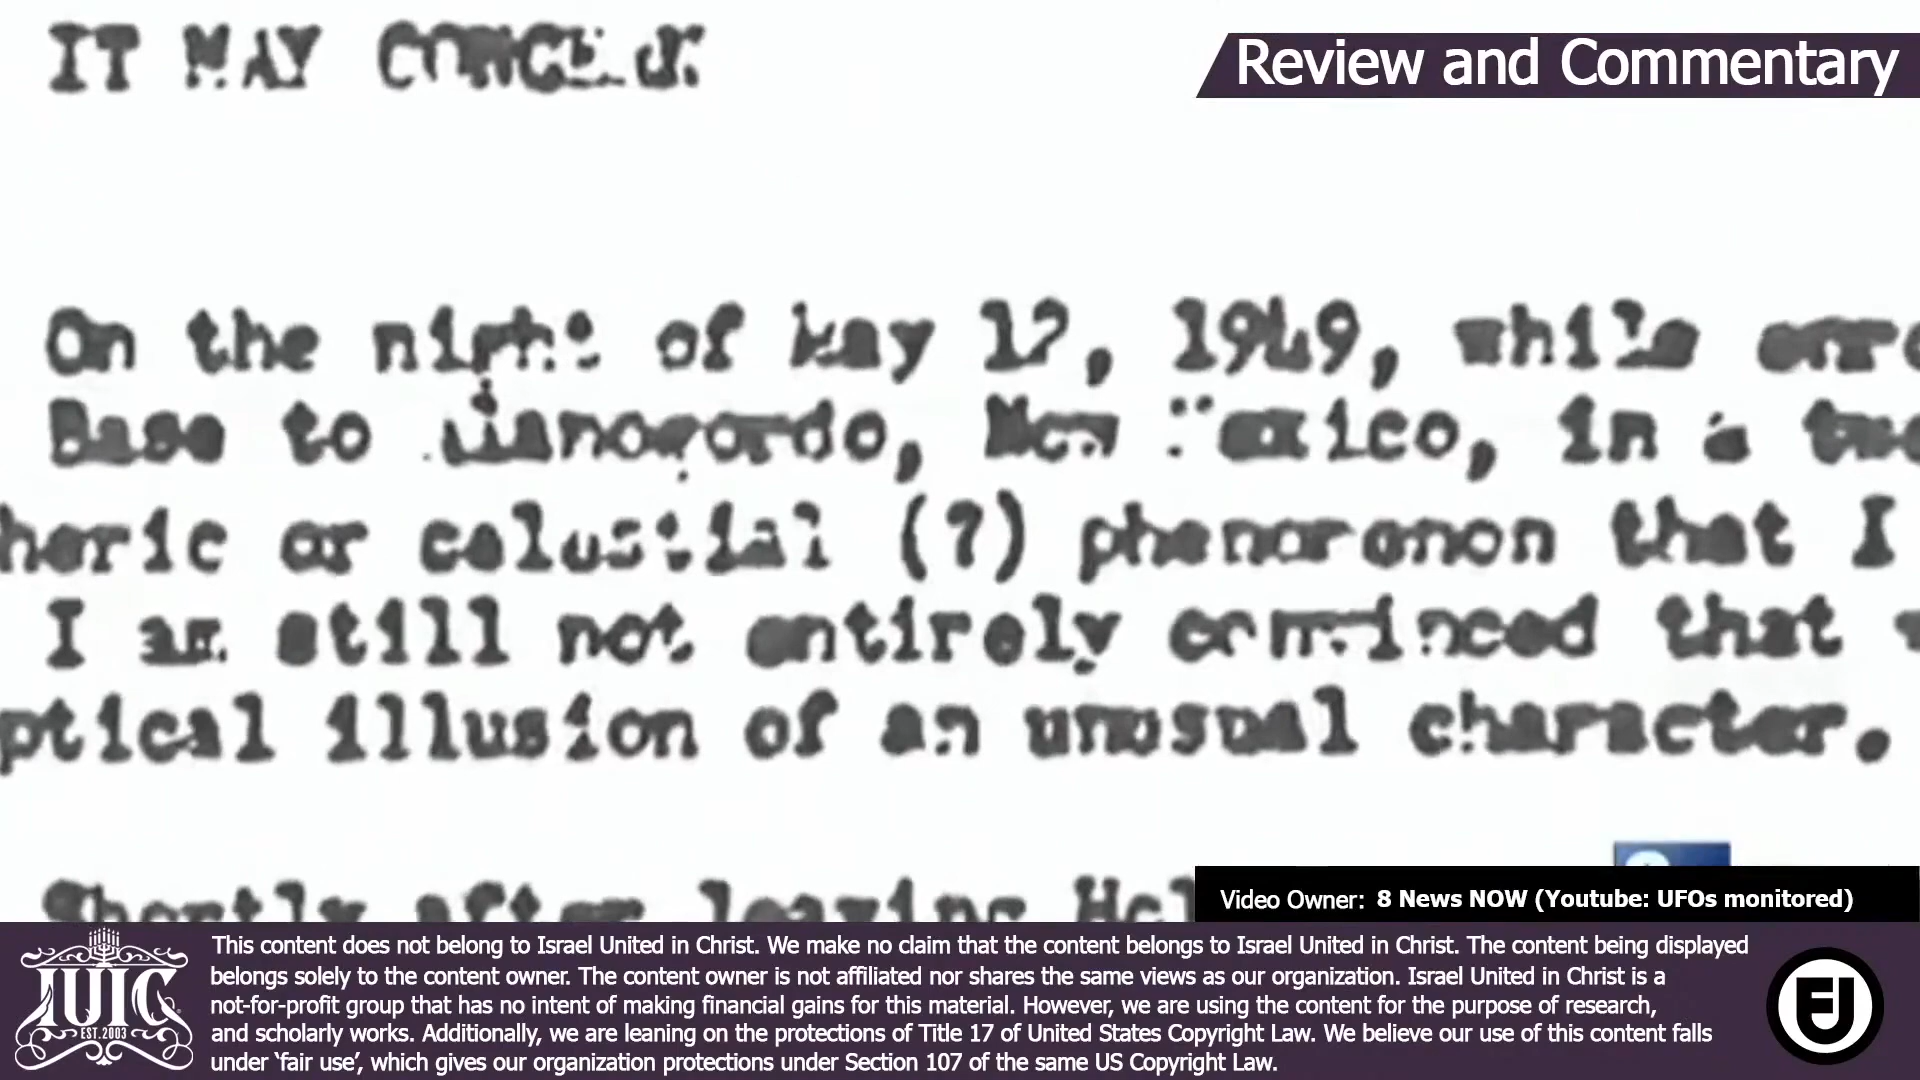 IT MAY CONCERN
Review and Commentary
On the night of May 12, 1949, while
Base to Alamogordo, New Mexico, in a
heric or celestial (?) phenomenon that I
I am still not entirely convinced that
ptical illusion of an unusual character.
Shortly after leaving Hol
Video Owner: 8 News NOW (Youtube: UFOs monitored)
This content does not belong to Israel United in Christ. We make no claim that the content belongs to Israel United in Christ. The content being displayed
belongs solely to the content owner. The content owner is not affiliated nor shares the same views as our organization. Israel United in Christ is a
not-for-profit group that has no intent of making financial gains for this material. However, we are using the content for the purpose of research,
and scholarly works. Additionally, we are leaning on the protections of Title 17 of United States Copyright Law. We believe our use of this content falls
under 'fair use', which gives our organization protections under Section 107 of the same US Copyright Law.
IUIC
EST. 2003